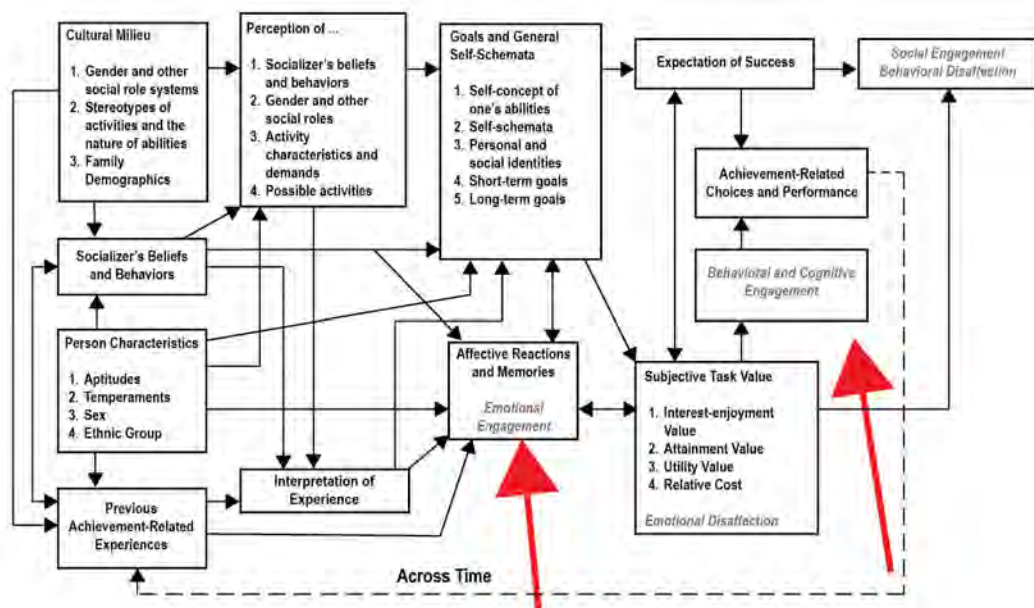 Cultural Milieu
1. Gender and other
social role systems
2. Stereotypes of
activities and the
nature of abilities
3. Family
Demographics
Perception of ...
1. Socializer's beliefs
and behaviors
2. Gender and other
social roles
3. Activity
characteristics and
demands
4. Possible activities
Goals and General
Self-Schemata
1. Self-concept of
one's abilities
2. Self-schemata
3. Personal and
social identities
4. Short-term goals
5. Long-term goals
Expectation of Success
Social Engagement
Behavioral Disaffection
Achievement-Related
Choices and Performance
Socializer's Beliefs
and Behaviors
Behavioral and Cognitive
Engagement
Person Characteristics
1. Aptitudes
2. Temperaments
3. Sex
4. Ethnic Group
Affective Reactions
and Memories
Emotional
Engagement
Subjective Task Value
1. Interest-enjoyment
Value
2. Attainment Value
3. Utility Value
4. Relative Cost
Emotional Disaffection
Interpretation of
Experience
Previous
Achievement-Related
Experiences
Across Time